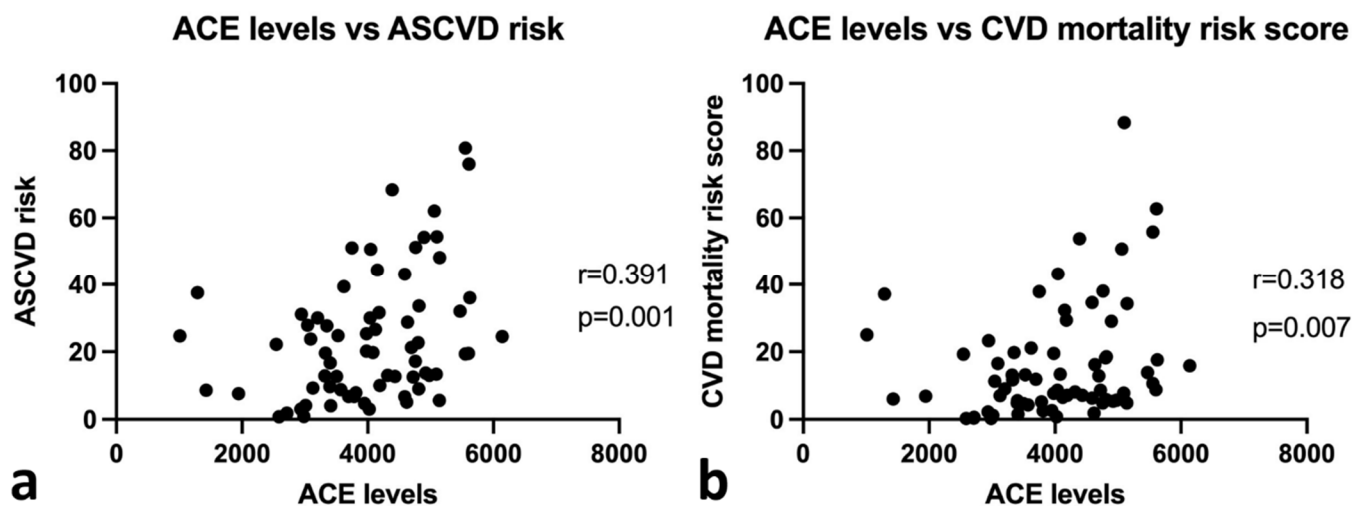 ACE levels vs ASCVD risk
100
80
60
40
20
0
ASCVD risk
r=0.391
p=0.001
0 2000 4000 6000 8000
ACE levels
a
ACE levels vs CVD mortality risk score
100
80
60
40
20
0
CVD mortality risk score
r=0.318
p=0.007
0 2000 4000 6000 8000
ACE levels
b